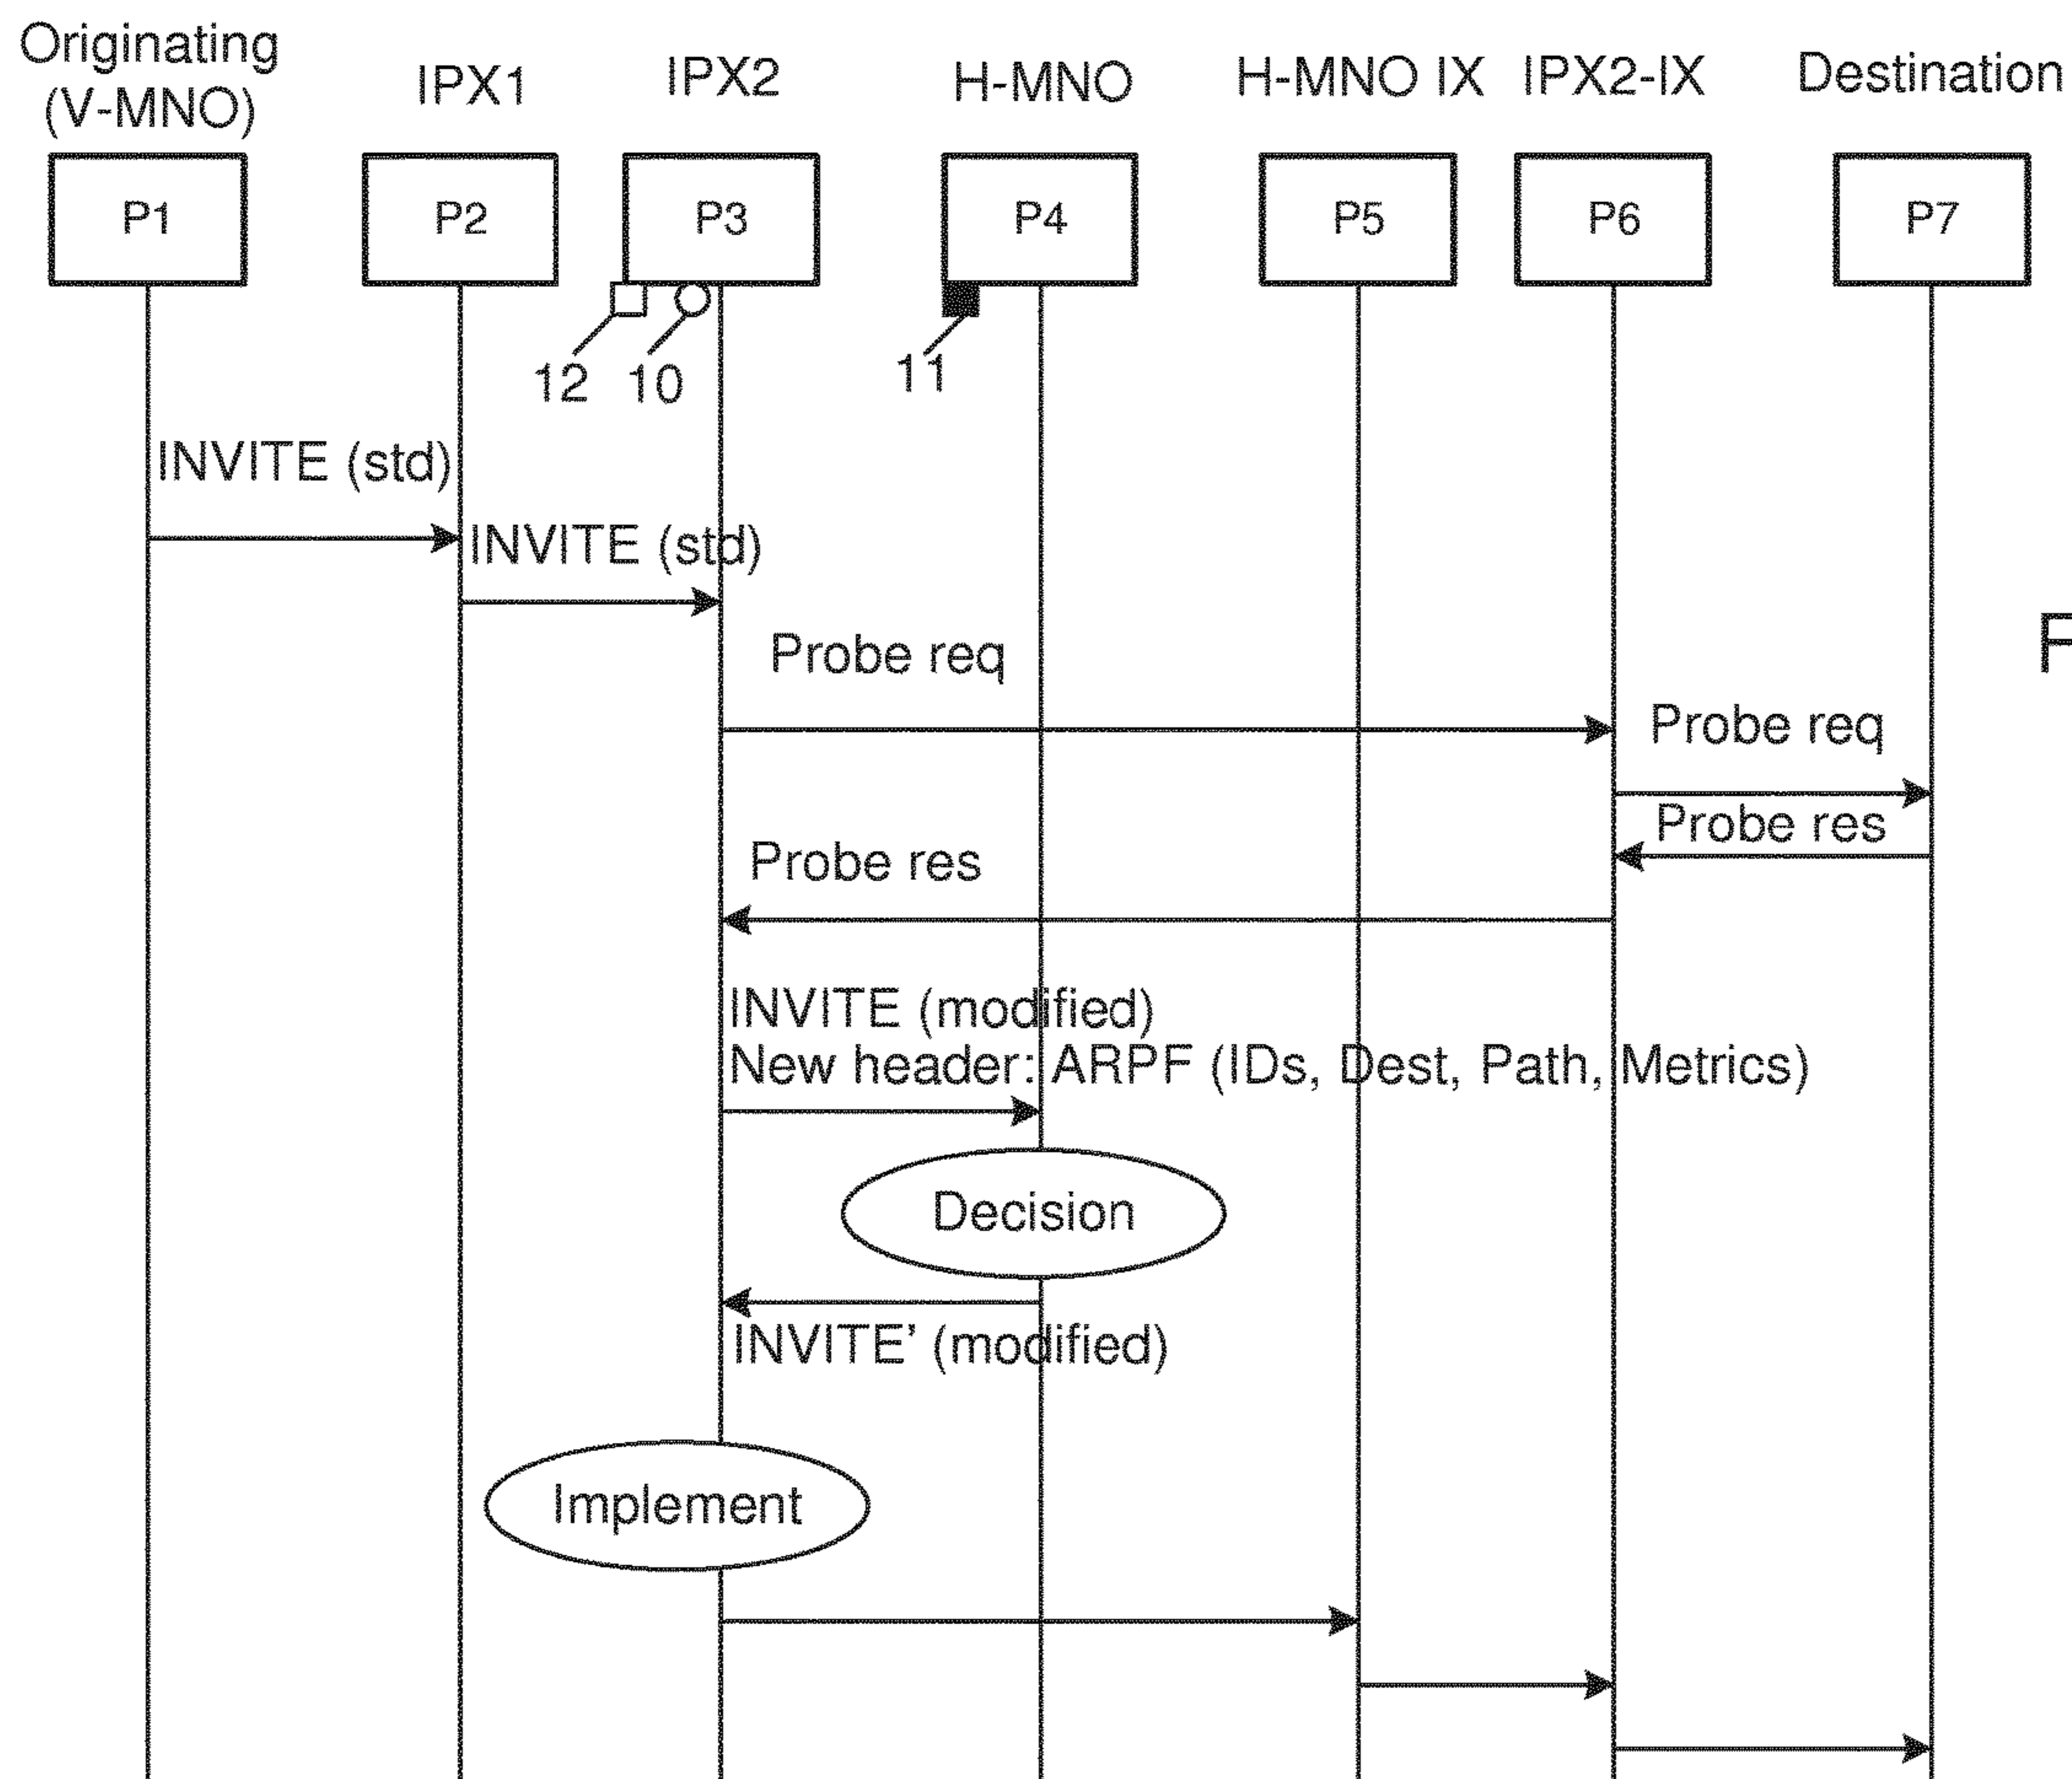 Originating
(V-MNO)
IPX1
IPX2
H-MNO
H-MNO IX
IPX2-IX
Destination
P1
P2
P3
P4
P5
P6
P7
12
10
11
INVITE (std)
INVITE (std)
Probe req
Probe req
Probe res
Probe res
INVITE (modified)
New header: ARPF (IDs, Dest, Path, Metrics)
Decision
INVITE' (modified)
Implement